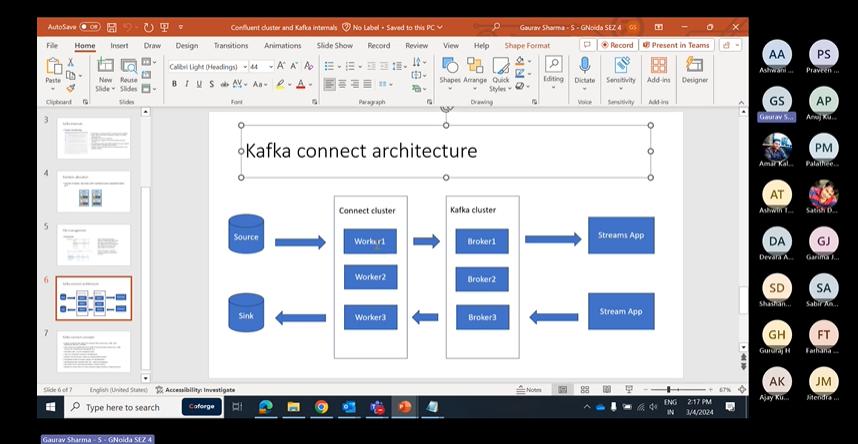 AutoSave Off
Confluent cluster and Kafka internals
No Label • Saved to this PC
Gaurav Sharma - S - GNoida SEZ 4
GS
File Home Insert Draw Design Transitions Animations Slide Show Record Review View Help Shape Format
Record
Present in Teams
Paste
New Slide
Reuse Slides
Calibri Light (Headings)
44
B I U S ab AV Aa A
Shapes Arrange Quick Styles
Editing
Dictate
Sensitivity
Add-ins
Designer
Clipboard Slides Font Paragraph Drawing Voice Sensitivity Add-ins
3
4
5
6
7
Kafka connect architecture
Connect cluster
Kafka cluster
Source
Worker1
Broker1
Streams App
Worker2
Broker2
Sink
Worker3
Broker3
Stream App
Slide 6 of 7 English (United States) Accessibility: Investigate
Notes
67%
Type here to search
Coforge
ENG
IN
2:17 PM
3/4/2024
AA
Ashwani ...
PS
Praveen ...
GS
Gaurav S...
AP
Anuj Ku...
Amar Kal...
PM
Palathee...
AT
Ashwin T...
Satish D...
DA
Devara A...
GJ
Garima J...
SD
Shashan...
SA
Sabir An...
GH
Gururaj H
FT
Farhana ...
AK
Ajay Ku...
JM
Jitendra ...
Gaurav Sharma - S - GNoida SEZ 4